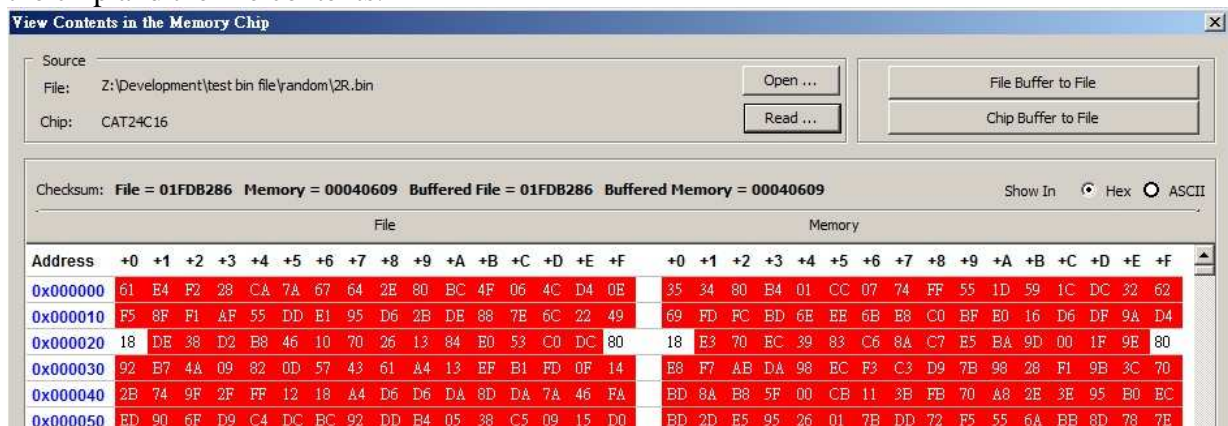 View Contents in the Memory Chip
Source
File: Z:\Development\test bin file\random\2R.bin
Open ...
File Buffer to File
Chip: CAT24C16
Read ...
Chip Buffer to File
Checksum: File = 01FDB286 Memory = 00040609 Buffered File = 01FDB286 Buffered Memory = 00040609 Show In Hex ASCII
File Memory
Address +0 +1 +2 +3 +4 +5 +6 +7 +8 +9 +A +B +C +D +E +F +0 +1 +2 +3 +4 +5 +6 +7 +8 +9 +A +B +C +D +E +F
0x000000 61 E4 F2 28 CA 7A 67 64 2E 80 BC 4F 06 4C D4 0E 35 34 80 B4 01 CC 07 74 FF 55 1D 59 1C DC 32 62
0x000010 F5 8F F1 AF 55 DD E1 95 D6 2B DE 88 7E 6C 22 49 69 FD FC BD 6E EE 6B E8 C0 BF E0 16 D6 DF 9A D4
0x000020 18 DE 38 D2 B8 46 10 70 26 13 84 E0 53 C0 DC 80 18 E3 70 EC 39 83 C6 8A C7 E5 BA 9D 00 1F 9E 80
0x000030 92 B7 4A 09 82 0D 57 43 61 A4 13 EF B1 FD 0F 14 E8 F7 AB DA 98 EC F3 C3 D9 7B 98 28 F1 9B 3C 70
0x000040 2B 74 9F 2F FF 12 18 A4 D6 D6 DA 8D DA 7A 46 FA BD 8A B8 5F 00 CB 11 3B FB 70 A8 2E 3E 95 B0 EC
0x000050 ED 90 6F D9 C4 DC BC 92 DD B4 05 38 C5 09 15 D0 BD 2D E5 95 26 01 7B DD 72 F5 55 6A BB 8D 78 7E